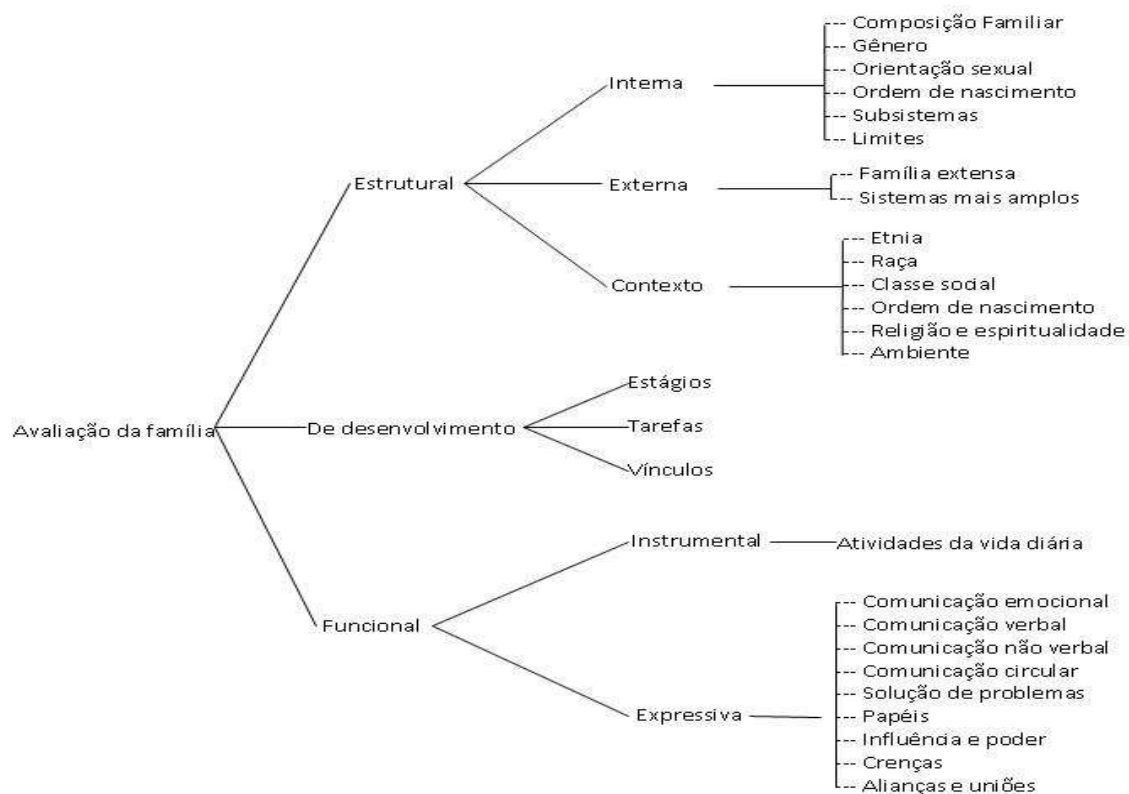 Avaliação da família
Estrutural
Interna
--- Composição Familiar
--- Gênero
--- Orientação sexual
--- Ordem de nascimento
--- Subsistemas
--- Limites
Externa
--- Família extensa
--- Sistemas mais amplos
Contexto
--- Etnia
--- Raça
--- Classe social
--- Ordem de nascimento
--- Religião e espiritualidade
--- Ambiente
De desenvolvimento
Estágios
Tarefas
Vínculos
Funcional
Instrumental
Atividades da vida diária
Expressiva
--- Comunicação emocional
--- Comunicação verbal
--- Comunicação não verbal
--- Comunicação circular
--- Solução de problemas
--- Papéis
--- Influência e poder
--- Crenças
--- Alianças e uniões